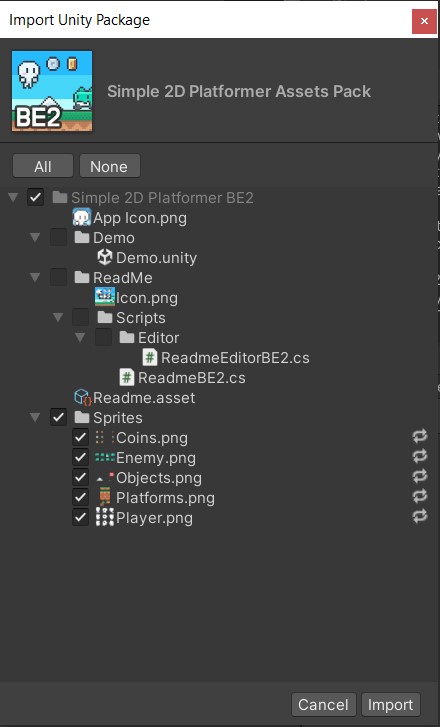 Import Unity Package
BE2
Simple 2D Platformer Assets Pack
All
None
Simple 2D Platformer BE2
App Icon.png
Demo
Demo.unity
ReadMe
Icon.png
Scripts
Editor
ReadmeEditorBE2.cs
ReadmeBE2.cs
Readme.asset
Sprites
Coins.png
Enemy.png
Objects.png
Platforms.png
Player.png
Cancel
Import